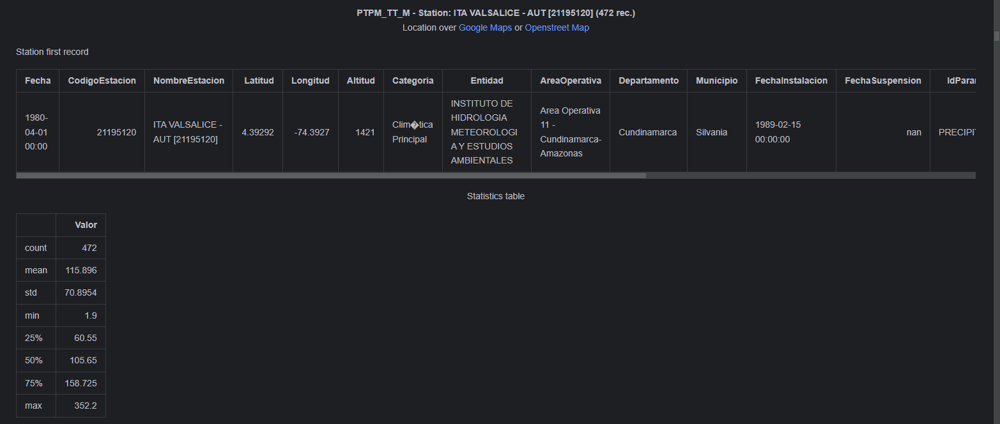 PTPM_TT_M - Station: ITA VALSALICE - AUT [21195120] (472 rec.)
Location over Google Maps or Openstreet Map
Station first record
Fecha CodigoEstacion NombreEstacion Latitud Longitud Altitud Categoria Entidad AreaOperativa Departamento Municipio FechaInstalacion FechaSuspension IdParar
1980-
04-01
00:00
21195120
ITA VALSALICE -
AUT [21195120]
4.39292
-74.3927
1421
Clim�tica
Principal
INSTITUTO DE
HIDROLOGIA
METEOROLOGI
A Y ESTUDIOS
AMBIENTALES
Area Operativa
11 -
Cundinamarca-
Amazonas
Cundinamarca
Silvania
1989-02-15
00:00:00
nan
PRECIPIT
Statistics table
Valor
count 472
mean 115.896
std 70.8954
min 1.9
25% 60.55
50% 105.65
75% 158.725
max 352.2